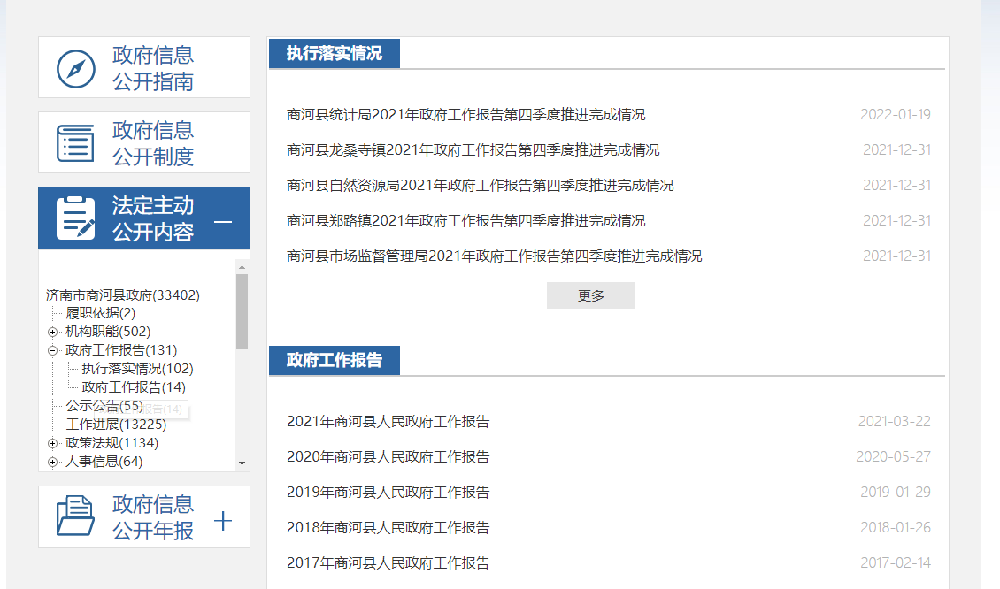 政府信息
公开指南
政府信息
公开制度
法定主动
公开内容
济南市商河县政府(33402)
履职依据(2)
机构职能(502)
政府工作报告(131)
执行落实情况(102)
政府工作报告(14)
公示公告(55)
工作进展(13225)
政策法规(1134)
人事信息(64)
政府信息
公开年报
执行落实情况
商河县统计局2021年政府工作报告第四季度推进完成情况 2022-01-19
商河县龙桑寺镇2021年政府工作报告第四季度推进完成情况 2021-12-31
商河县自然资源局2021年政府工作报告第四季度推进完成情况 2021-12-31
商河县郑路镇2021年政府工作报告第四季度推进完成情况 2021-12-31
商河县市场监督管理局2021年政府工作报告第四季度推进完成情况 2021-12-31
更多
政府工作报告
2021年商河县人民政府工作报告 2021-03-22
2020年商河县人民政府工作报告 2020-05-27
2019年商河县人民政府工作报告 2019-01-29
2018年商河县人民政府工作报告 2018-01-26
2017年商河县人民政府工作报告 2017-02-14